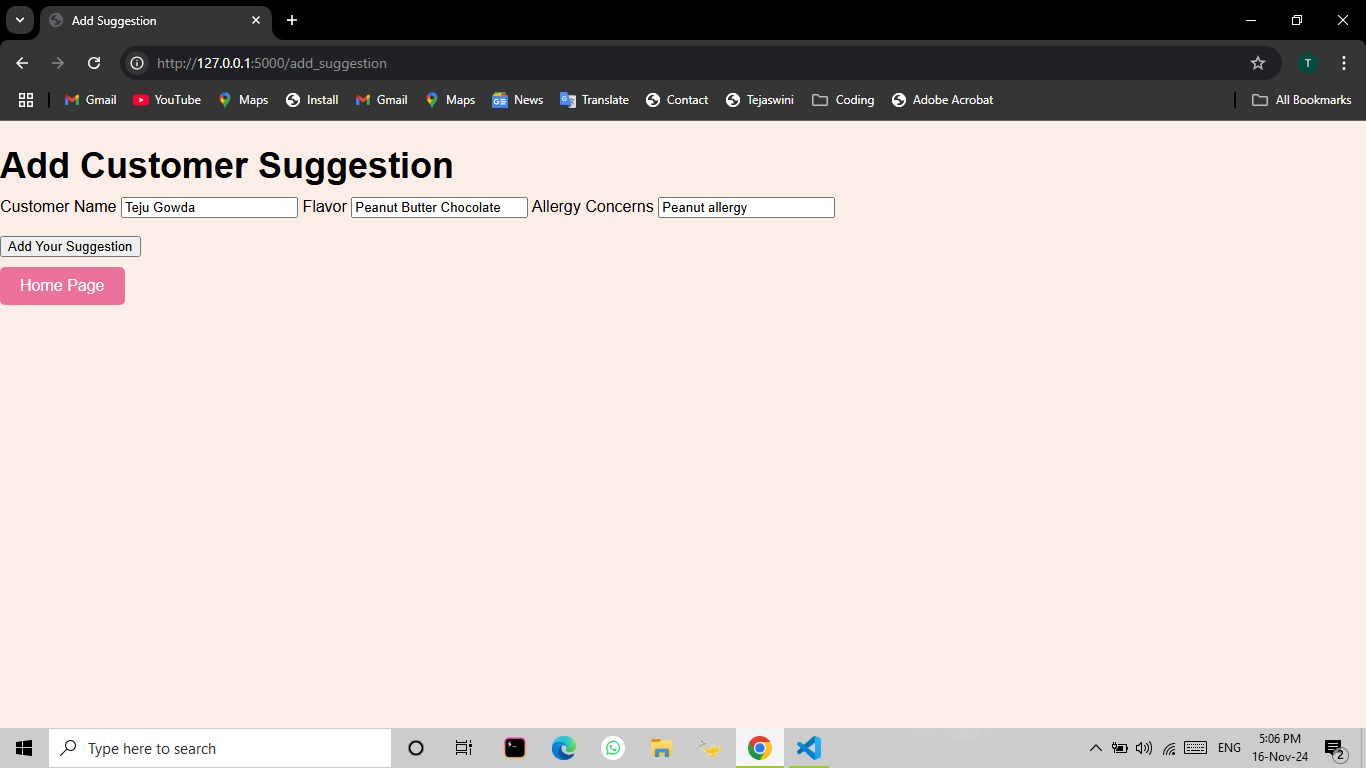 Add Suggestion
http://127.0.0.1:5000/add_suggestion
T
Gmail YouTube Maps Install Gmail Maps News Translate Contact Tejaswini Coding Adobe Acrobat All Bookmarks
Add Customer Suggestion
Customer Name Teju Gowda Flavor Peanut Butter Chocolate Allergy Concerns Peanut allergy
Add Your Suggestion
Home Page
Type here to search
ENG
5:06 PM
16-Nov-24
2